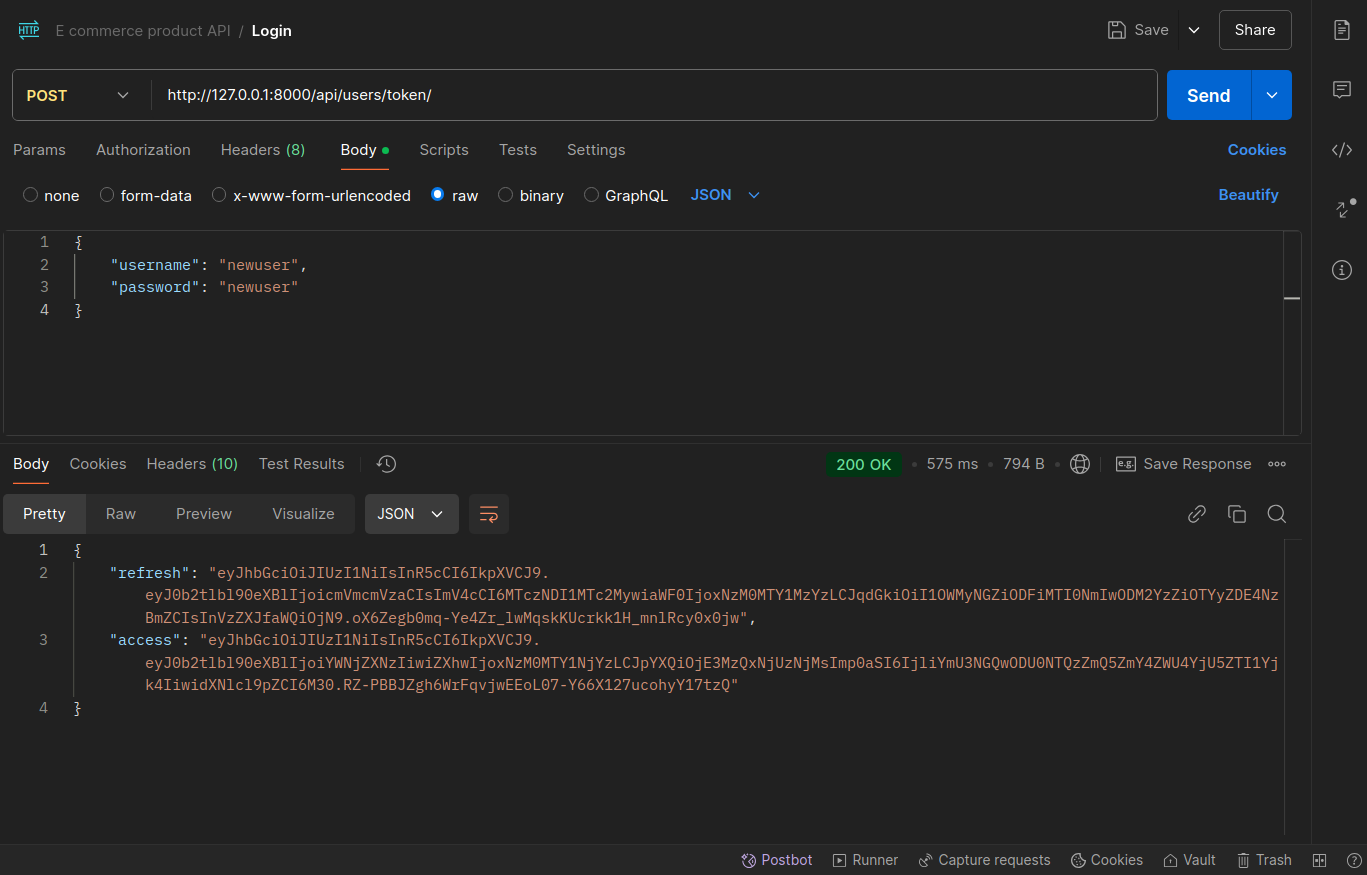 HTTP E commerce product API / Login Save Share
POST http://127.0.0.1:8000/api/users/token/ Send
Params Authorization Headers (8) Body Scripts Tests Settings Cookies
none form-data x-www-form-urlencoded raw binary GraphQL JSON Beautify
1 {
2 "username": "newuser",
3 "password": "newuser"
4 }
Body Cookies Headers (10) Test Results 200 OK 575 ms 794 B e.g. Save Response
Pretty Raw Preview Visualize JSON
1 {
2 "refresh": "eyJhbGciOiJIUzI1NiIsInR5cCI6IkpXVCJ9.
eyJ0b2tlbl90eXBlIjoicmVmcmVzaCIsImV4cCI6MTczNDI1MTc2MywiaWF0IjoxNzM0MTY1MzYzLCJqdGkiOiI1OWMyNGZiODFiMTI0NmIwODM2YzZiOTYyZDE4Nz
BmZCIsInVzZXJfaWQiOjN9.oX6Zegb0mq-Ye4Zr_lwMqskKUcrkk1H_mnlRcy0x0jw",
3 "access": "eyJhbGciOiJIUzI1NiIsInR5cCI6IkpXVCJ9.
eyJ0b2tlbl90eXBlIjoiYWNjZXNzIiwiZXhwIjoxNzM0MTY1NjYzLCJpYXQiOjE3MzQxNjUzNjMsImp0aSI6IjliYmU3NGQwODU0NTQzZmQ5ZmY4ZWU4YjU5ZTI1Yj
k4IiwidXNlcl9pZCI6M30.RZ-PBBJZgh6WrFqvjwEEoL07-Y66X127ucohyY17tzQ"
4 }
Postbot Runner Capture requests Cookies Vault Trash